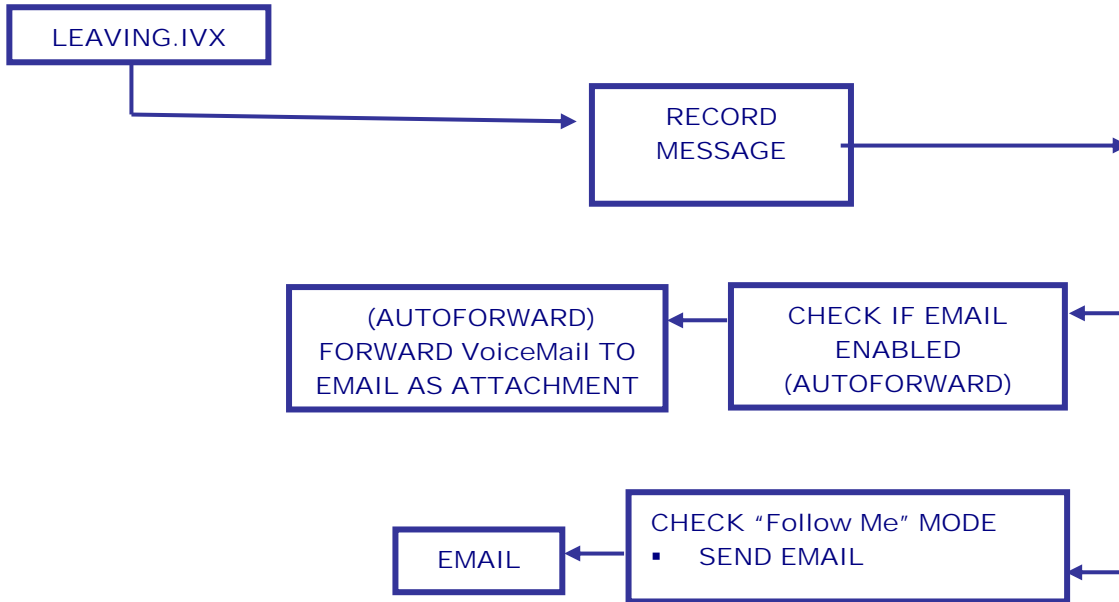 LEAVING.IVX
RECORD
MESSAGE
(AUTOFORWARD)
FORWARD VoiceMail TO
EMAIL AS ATTACHMENT
CHECK IF EMAIL
ENABLED
(AUTOFORWARD)
EMAIL
CHECK “Follow Me” MODE
▪ SEND EMAIL